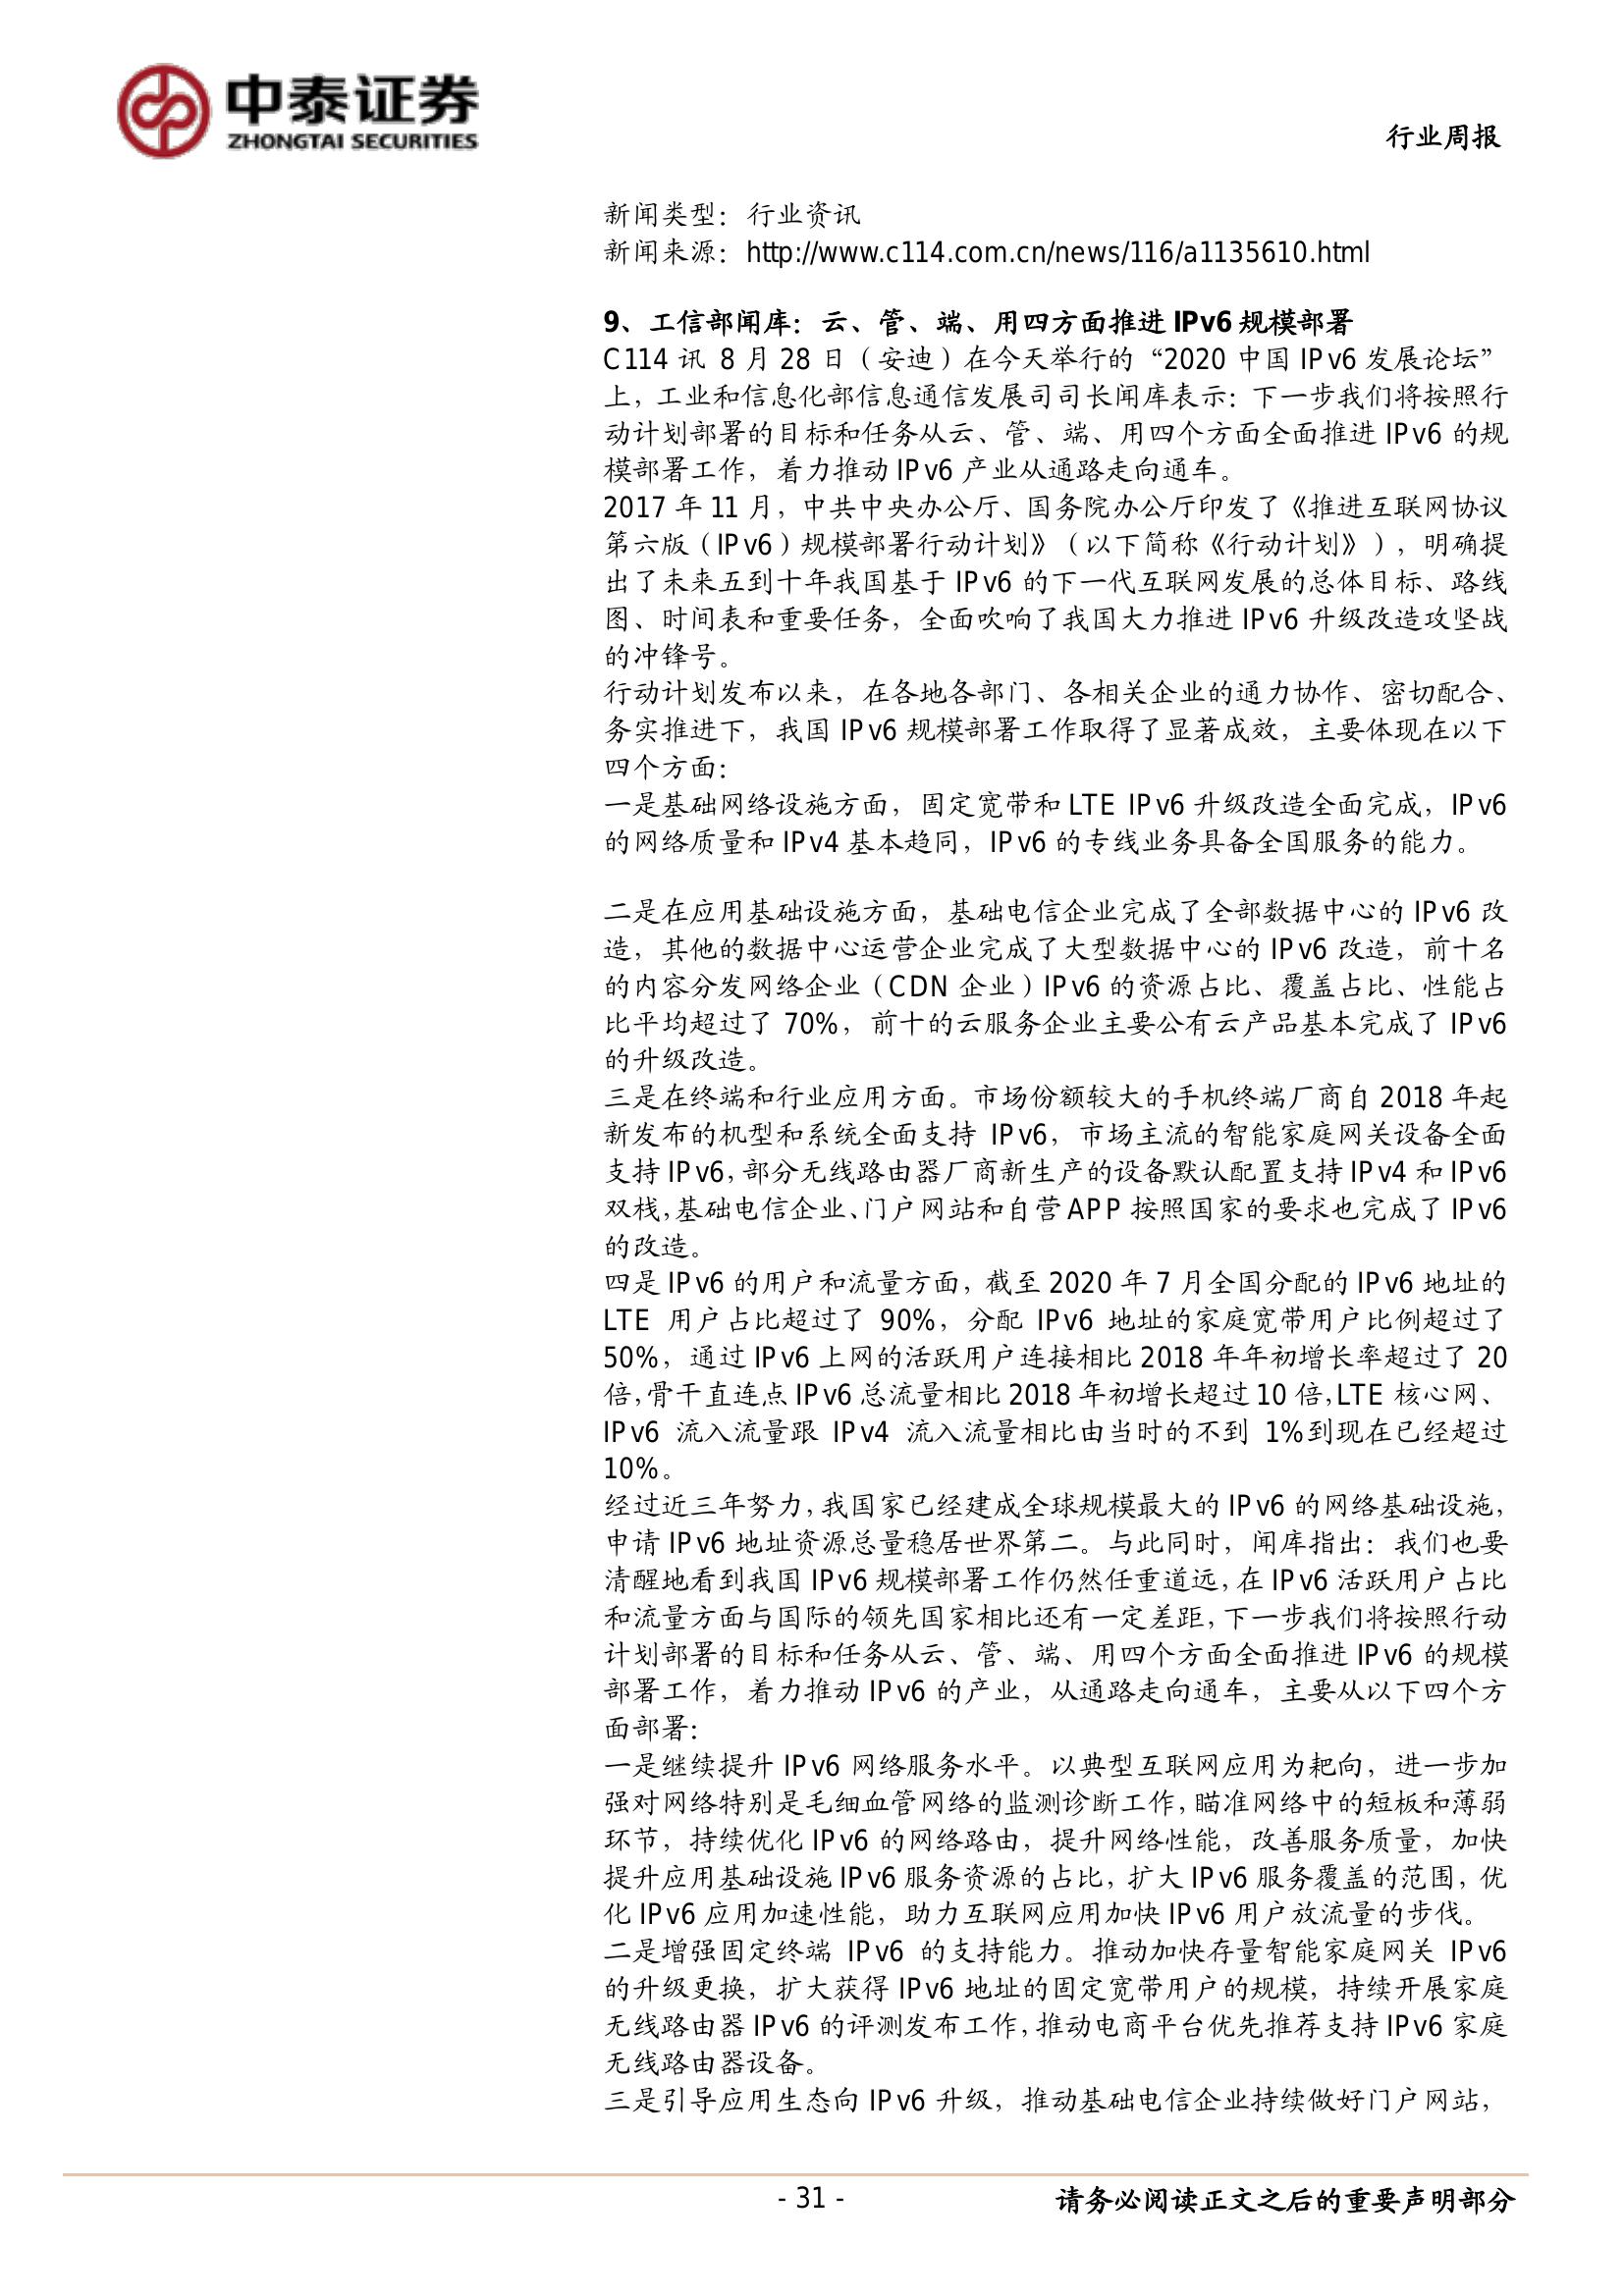 中泰证券
ZHONGTAI SECURITIES
行业周报
新闻类型：行业资讯
新闻来源：http://www.c114.com.cn/news/116/a1135610.html
9、工信部闻库：云、管、端、用四方面推进 IPv6 规模部署
C114 讯 8 月 28 日（安迪）在今天举行的“2020 中国 IPv6 发展论坛”
上，工业和信息化部信息通信发展司司长闻库表示：下一步我们将按照行
动计划部署的目标和任务从云、管、端、用四个方面全面推进 IPv6 的规
模部署工作，着力推动 IPv6 产业从通路走向通车。
2017 年 11 月，中共中央办公厅、国务院办公厅印发了《推进互联网协议
第六版（IPv6）规模部署行动计划》（以下简称《行动计划》），明确提
出了未来五到十年我国基于 IPv6 的下一代互联网发展的总体目标、路线
图、时间表和重要任务，全面吹响了我国大力推进 IPv6 升级改造攻坚战
的冲锋号。
行动计划发布以来，在各地各部门、各相关企业的通力协作、密切配合、
务实推进下，我国 IPv6 规模部署工作取得了显著成效，主要体现在以下
四个方面：
一是基础网络设施方面，固定宽带和 LTE IPv6 升级改造全面完成，IPv6
的网络质量和 IPv4 基本趋同，IPv6 的专线业务具备全国服务的能力。
二是在应用基础设施方面，基础电信企业完成了全部数据中心的 IPv6 改
造，其他的数据中心运营企业完成了大型数据中心的 IPv6 改造，前十名
的内容分发网络企业（CDN 企业）IPv6 的资源占比、覆盖占比、性能占
比平均超过了 70%，前十的云服务企业主要公有云产品基本完成了 IPv6
的升级改造。
三是在终端和行业应用方面。市场份额较大的手机终端厂商自 2018 年起
新发布的机型和系统全面支持 IPv6，市场主流的智能家庭网关设备全面
支持 IPv6，部分无线路由器厂商新生产的设备默认配置支持 IPv4 和 IPv6
双栈，基础电信企业、门户网站和自营 APP 按照国家的要求也完成了 IPv6
的改造。
四是 IPv6 的用户和流量方面，截至 2020 年 7 月全国分配的 IPv6 地址的
LTE 用户占比超过了 90%，分配 IPv6 地址的家庭宽带用户比例超过了
50%，通过 IPv6 上网的活跃用户连接相比 2018 年年初增长率超过了 20
倍，骨干直连点 IPv6 总流量相比 2018 年初增长超过 10 倍，LTE 核心网、
IPv6 流入流量跟 IPv4 流入流量相比由当时的不到 1%到现在已经超过
10%。
经过近三年努力，我国家已经建成全球规模最大的 IPv6 的网络基础设施，
申请 IPv6 地址资源总量稳居世界第二。与此同时，闻库指出：我们也要
清醒地看到我国 IPv6 规模部署工作仍然任重道远，在 IPv6 活跃用户占比
和流量方面与国际的领先国家相比还有一定差距，下一步我们将按照行动
计划部署的目标和任务从云、管、端、用四个方面全面推进 IPv6 的规模
部署工作，着力推动 IPv6 的产业，从通路走向通车，主要从以下四个方
面部署：
一是继续提升 IPv6 网络服务水平。以典型互联网应用为耙向，进一步加
强对网络特别是毛细血管网络的监测诊断工作，瞄准网络中的短板和薄弱
环节，持续优化 IPv6 的网络路由，提升网络性能，改善服务质量，加快
提升应用基础设施 IPv6 服务资源的占比，扩大 IPv6 服务覆盖的范围，优
化 IPv6 应用加速性能，助力互联网应用加快 IPv6 用户放流量的步伐。
二是增强固定终端 IPv6 的支持能力。推动加快存量智能家庭网关 IPv6
的升级更换，扩大获得 IPv6 地址的固定宽带用户的规模，持续开展家庭
无线路由器 IPv6 的评测发布工作，推动电商平台优先推荐支持 IPv6 家庭
无线路由器设备。
三是引导应用生态向 IPv6 升级，推动基础电信企业持续做好门户网站，
- 31 -
请务必阅读正文之后的重要声明部分